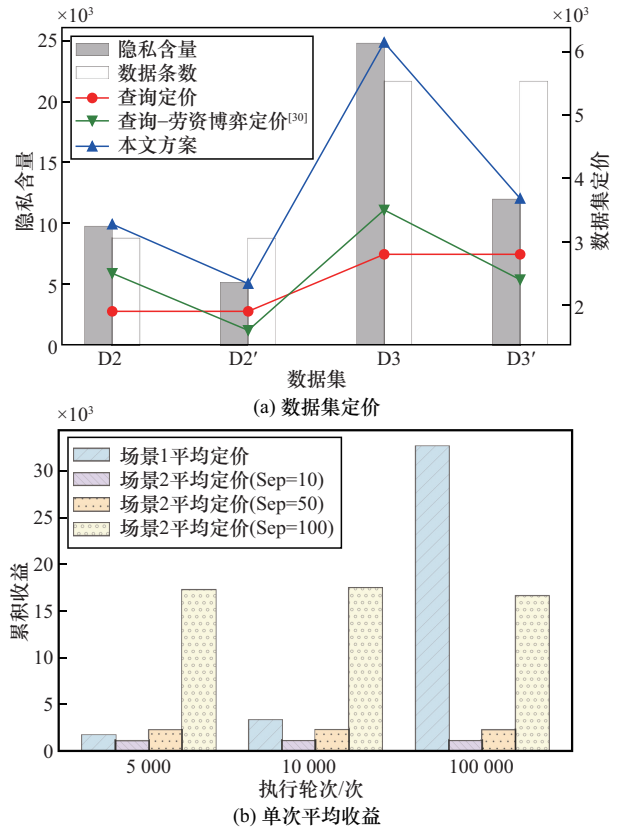 ×10³
×10³
隐私含量
数据条数
查询定价
查询−劳资博弈定价[30]
本文方案
25
20
15
10
5
0
隐私含量
6
5
4
3
2
数据集定价
D2
D2′
D3
D3′
数据集
(a) 数据集定价
×10³
场景1平均定价
场景2平均定价(Sep=10)
场景2平均定价(Sep=50)
场景2平均定价(Sep=100)
30
25
20
15
10
5
0
累积收益
5 000
10 000
100 000
执行轮次/次
(b) 单次平均收益